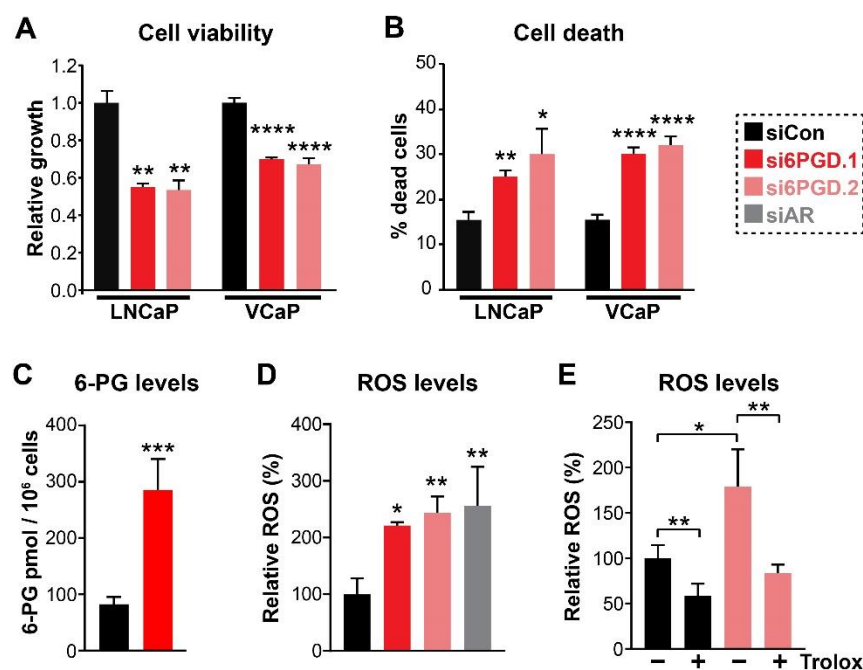 A Cell viability
Relative growth
1.2
1.0
0.8
0.6
0.4
0.2
0.0
** ** **** ****
LNCaP VCaP
B Cell death
% dead cells
50
40
30
20
10
0
** * **** ****
LNCaP VCaP
siCon
si6PGD.1
si6PGD.2
siAR
C 6-PG levels
6-PG pmol / 10⁶ cells
400
300
200
100
0
***
D ROS levels
Relative ROS (%)
400
300
200
100
0
* ** **
E ROS levels
Relative ROS (%)
250
200
150
100
50
0
* **
**
− + − + Trolox